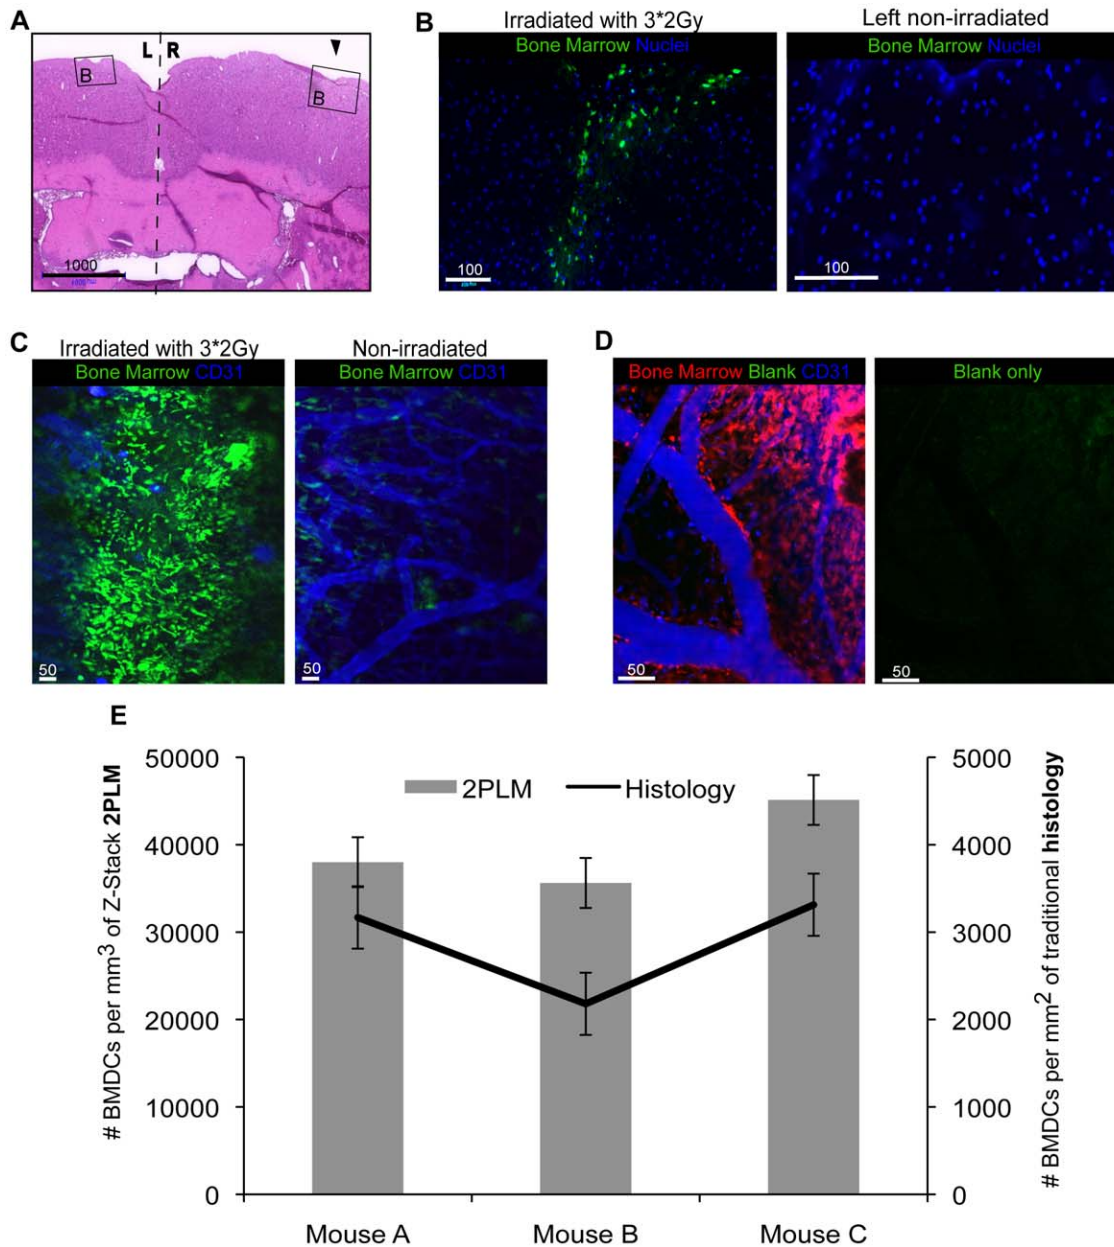 A
L R
B
B
1000
B
Irradiated with 3*2Gy
Bone Marrow Nuclei
100
Left non-irradiated
Bone Marrow Nuclei
100
C
Irradiated with 3*2Gy
Bone Marrow CD31
50
Non-irradiated
Bone Marrow CD31
50
D
Bone Marrow Blank CD31
50
Blank only
50
E
# BMDCs per mm³ of Z-Stack 2PLM
50000
40000
30000
20000
10000
0
2PLM
Histology
5000
4000
3000
2000
1000
0
# BMDCs per mm² of traditional histology
Mouse A
Mouse B
Mouse C